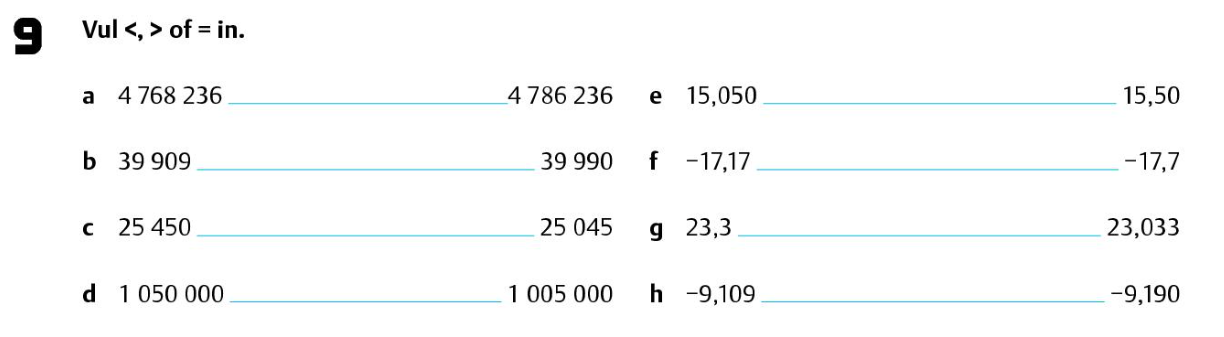 9 Vul <, > of = in.
a 4 768 236 4 786 236
b 39 909 39 990
c 25 450 25 045
d 1 050 000 1 005 000
e 15,050 15,50
f −17,17 −17,7
g 23,3 23,033
h −9,109 −9,190